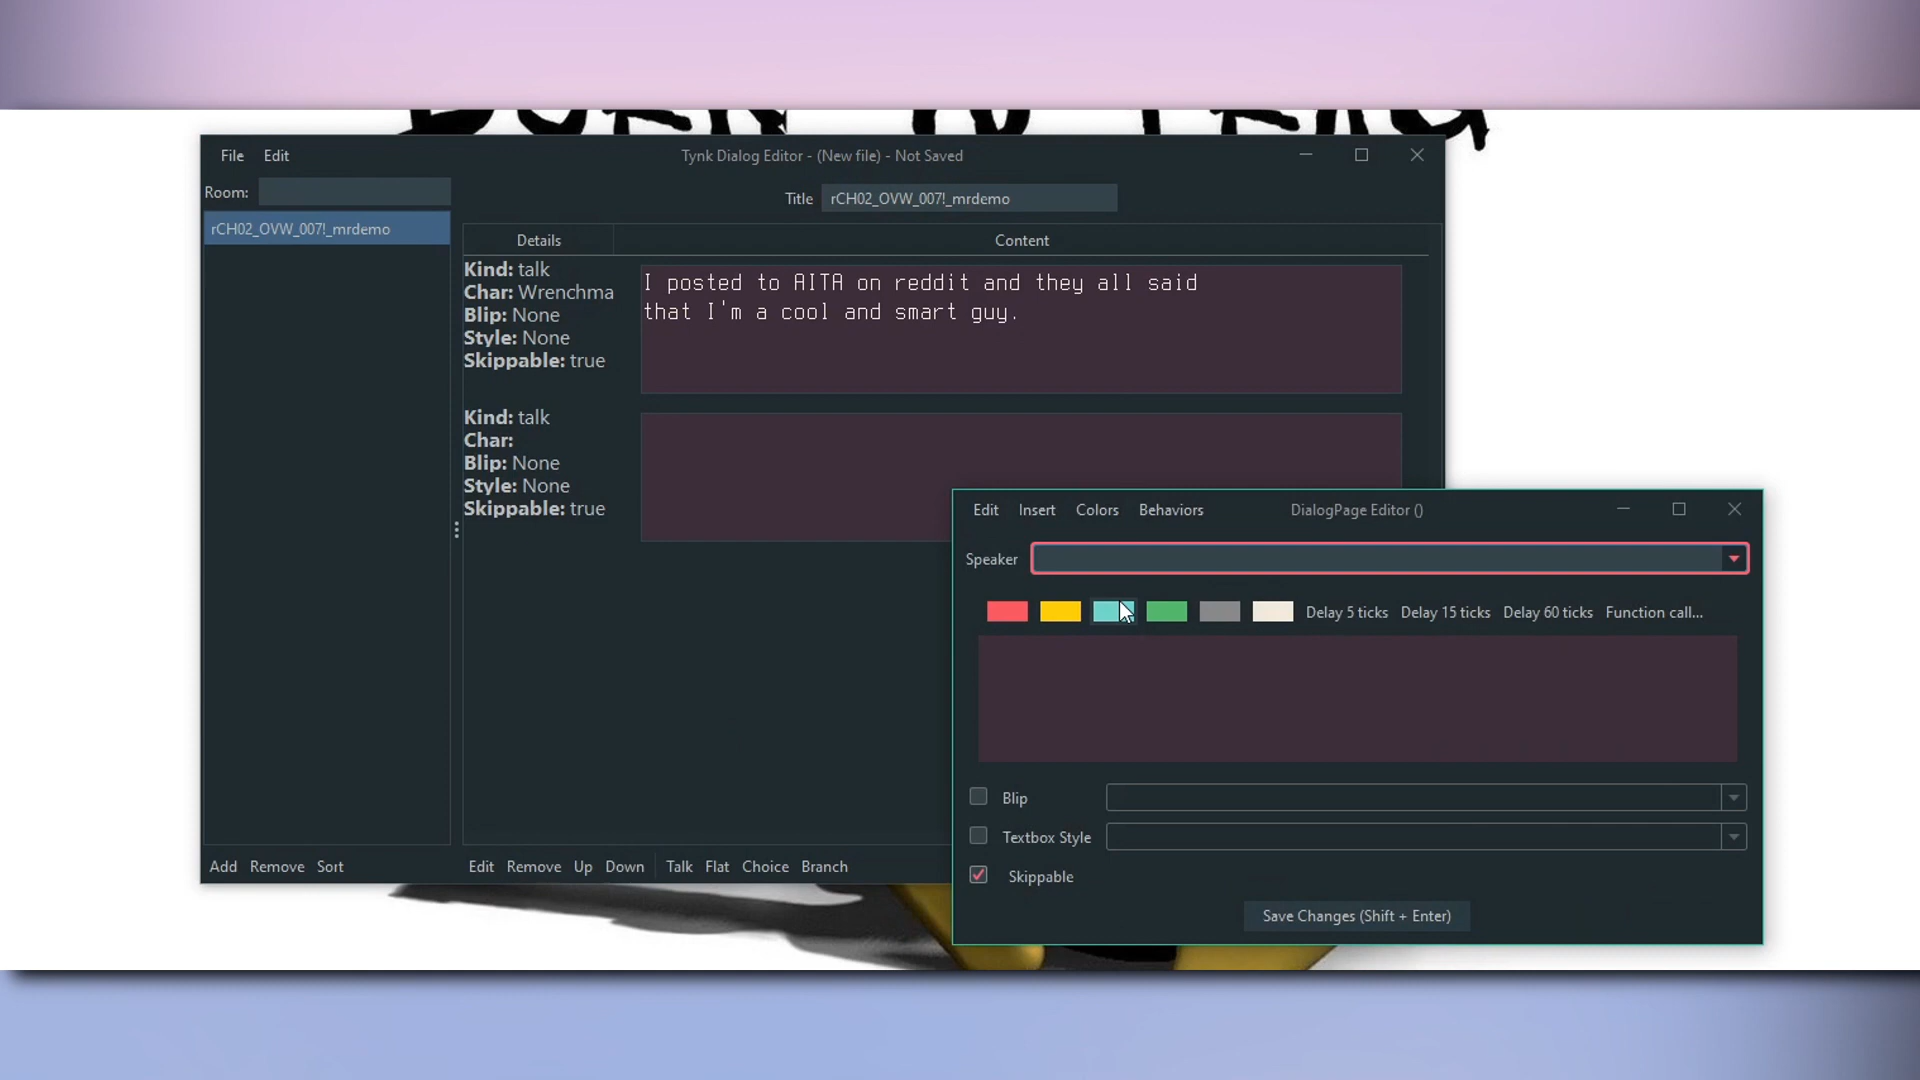 File Edit
Tynk Dialog Editor - (New file) - Not Saved
Room:
Title rCH02_OVW_007!_mrdemo
rCH02_OVW_007!_mrdemo
Details Content
Kind: talk
Char: Wrenchma
Blip: None
Style: None
Skippable: true
I posted to AITA on reddit and they all said
that I'm a cool and smart guy.
Kind: talk
Char:
Blip: None
Style: None
Skippable: true
Add Remove Sort
Edit Remove Up Down Talk Flat Choice Branch
Edit Insert Colors Behaviors
DialogPage Editor ()
Speaker
Delay 5 ticks Delay 15 ticks Delay 60 ticks Function call...
Blip
Textbox Style
Skippable
Save Changes (Shift + Enter)